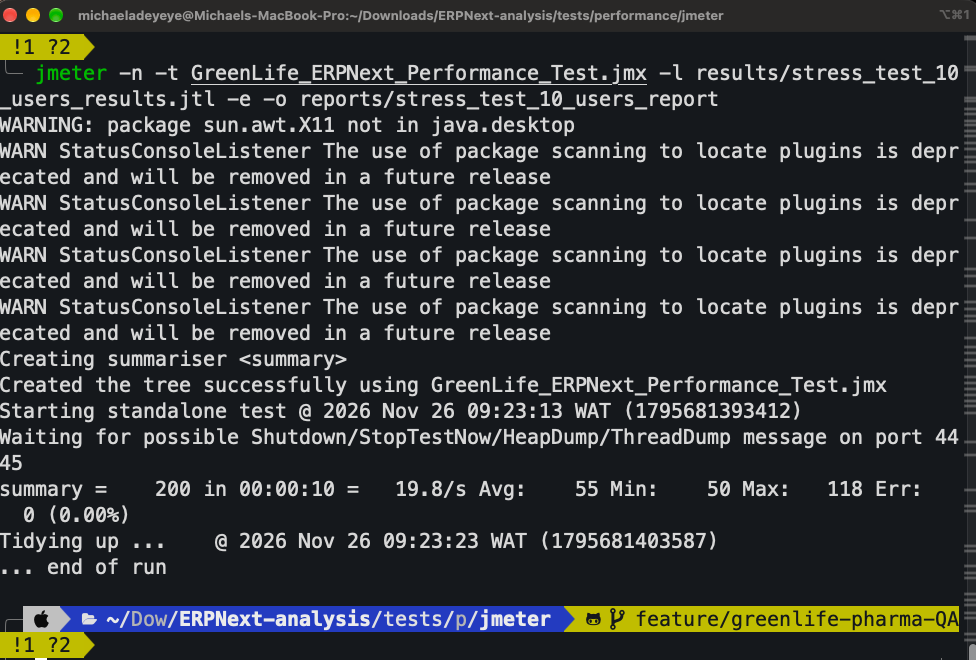 michaeladeyeye@Michaels-MacBook-Pro:~/Downloads/ERPNext-analysis/tests/performance/jmeter
⌥⌘1
!1 ?2
jmeter -n -t GreenLife_ERPNext_Performance_Test.jmx -l results/stress_test_10
_users_results.jtl -e -o reports/stress_test_10_users_report
WARNING: package sun.awt.X11 not in java.desktop
WARN StatusConsoleListener The use of package scanning to locate plugins is depr
ecated and will be removed in a future release
WARN StatusConsoleListener The use of package scanning to locate plugins is depr
ecated and will be removed in a future release
WARN StatusConsoleListener The use of package scanning to locate plugins is depr
ecated and will be removed in a future release
WARN StatusConsoleListener The use of package scanning to locate plugins is depr
ecated and will be removed in a future release
Creating summariser <summary>
Created the tree successfully using GreenLife_ERPNext_Performance_Test.jmx
Starting standalone test @ 2026 Nov 26 09:23:13 WAT (1795681393412)
Waiting for possible Shutdown/StopTestNow/HeapDump/ThreadDump message on port 44
45
summary =    200 in 00:00:10 =   19.8/s Avg:    55 Min:    50 Max:   118 Err:
  0 (0.00%)
Tidying up ...    @ 2026 Nov 26 09:23:23 WAT (1795681403587)
... end of run
~/Dow/ERPNext-analysis/tests/p/jmeter feature/greenlife-pharma-QA
!1 ?2